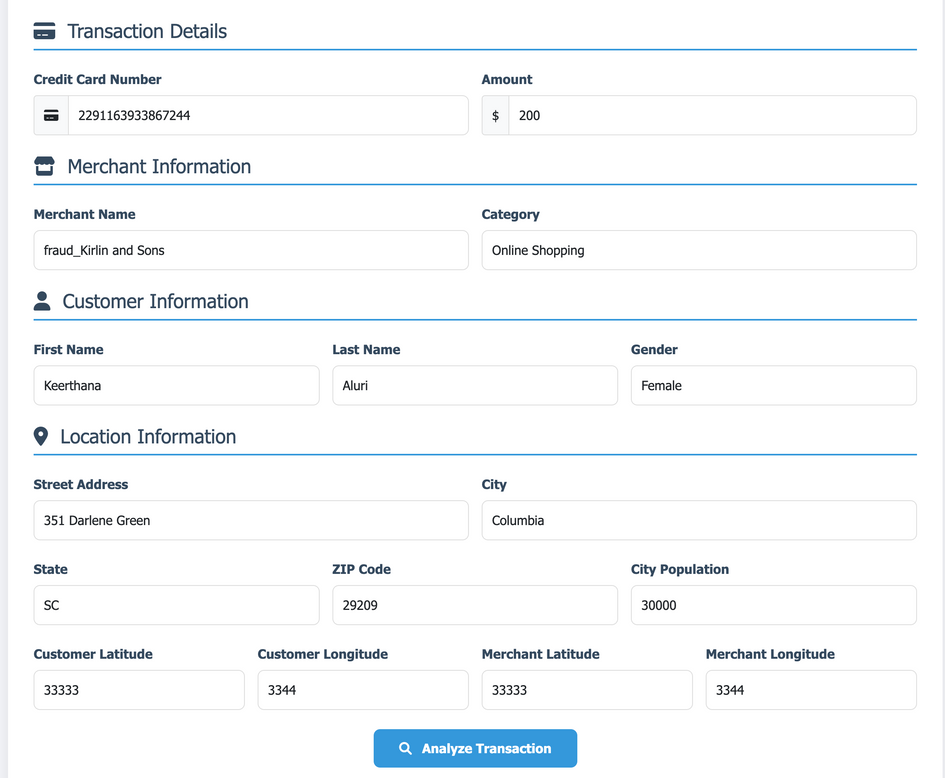 Transaction Details
Credit Card Number Amount
2291163933867244 $ 200
Merchant Information
Merchant Name Category
fraud_Kirlin and Sons Online Shopping
Customer Information
First Name Last Name Gender
Keerthana Aluri Female
Location Information
Street Address City
351 Darlene Green Columbia
State ZIP Code City Population
SC 29209 30000
Customer Latitude Customer Longitude Merchant Latitude Merchant Longitude
33333 3344 33333 3344
Analyze Transaction